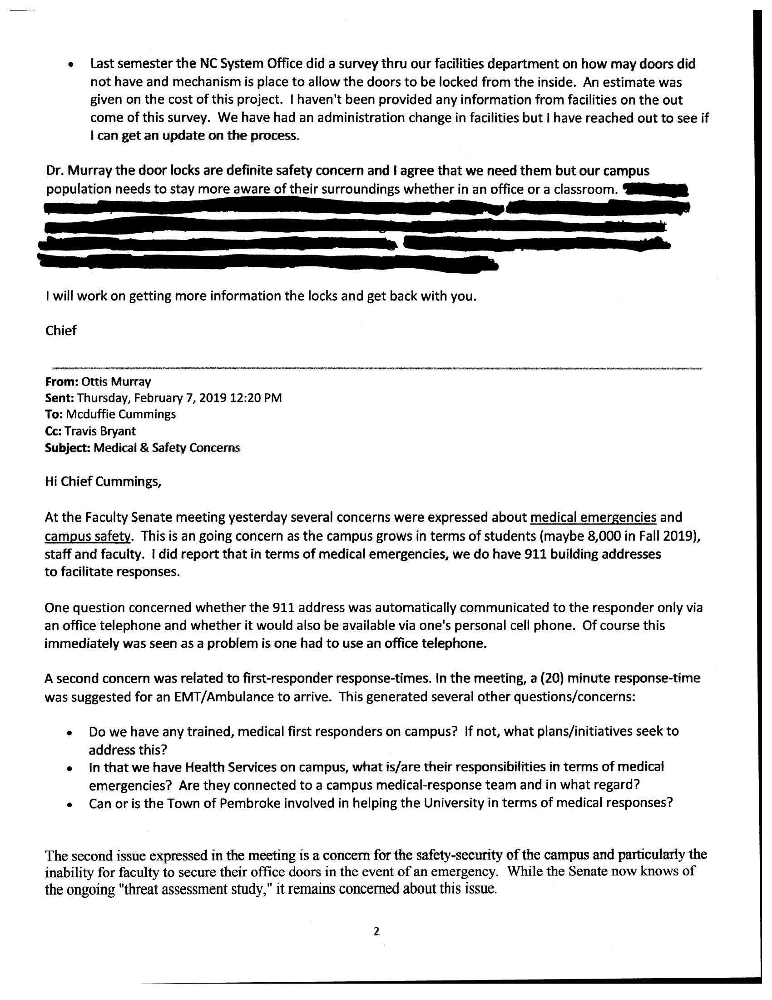 • Last semester the NC System Office did a survey thru our facilities department on how may doors did
not have and mechanism is place to allow the doors to be locked from the inside.  An estimate was
given on the cost of this project.  I haven't been provided any information from facilities on the out
come of this survey.  We have had an administration change in facilities but I have reached out to see if
I can get an update on the process.
Dr. Murray the door locks are definite safety concern and I agree that we need them but our campus
population needs to stay more aware of their surroundings whether in an office or a classroom.
I will work on getting more information the locks and get back with you.
Chief
From: Ottis Murray
Sent: Thursday, February 7, 2019 12:20 PM
To: Mcduffie Cummings
Cc: Travis Bryant
Subject: Medical & Safety Concerns
Hi Chief Cummings,
At the Faculty Senate meeting yesterday several concerns were expressed about medical emergencies and
campus safety.  This is an going concern as the campus grows in terms of students (maybe 8,000 in Fall 2019),
staff and faculty.  I did report that in terms of medical emergencies, we do have 911 building addresses
to facilitate responses.
One question concerned whether the 911 address was automatically communicated to the responder only via
an office telephone and whether it would also be available via one's personal cell phone.  Of course this
immediately was seen as a problem is one had to use an office telephone.
A second concern was related to first-responder response-times. In the meeting, a (20) minute response-time
was suggested for an EMT/Ambulance to arrive.  This generated several other questions/concerns:
• Do we have any trained, medical first responders on campus?  If not, what plans/initiatives seek to
address this?
• In that we have Health Services on campus, what is/are their responsibilities in terms of medical
emergencies?  Are they connected to a campus medical-response team and in what regard?
• Can or is the Town of Pembroke involved in helping the University in terms of medical responses?
The second issue expressed in the meeting is a concern for the safety-security of the campus and particularly the
inability for faculty to secure their office doors in the event of an emergency.  While the Senate now knows of
the ongoing "threat assessment study," it remains concerned about this issue.
2